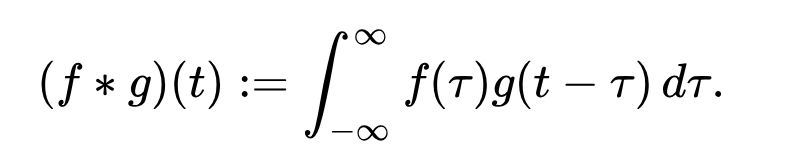 (f ∗ g)(t) := ∫_{−∞}^{∞} f(τ)g(t − τ) dτ.